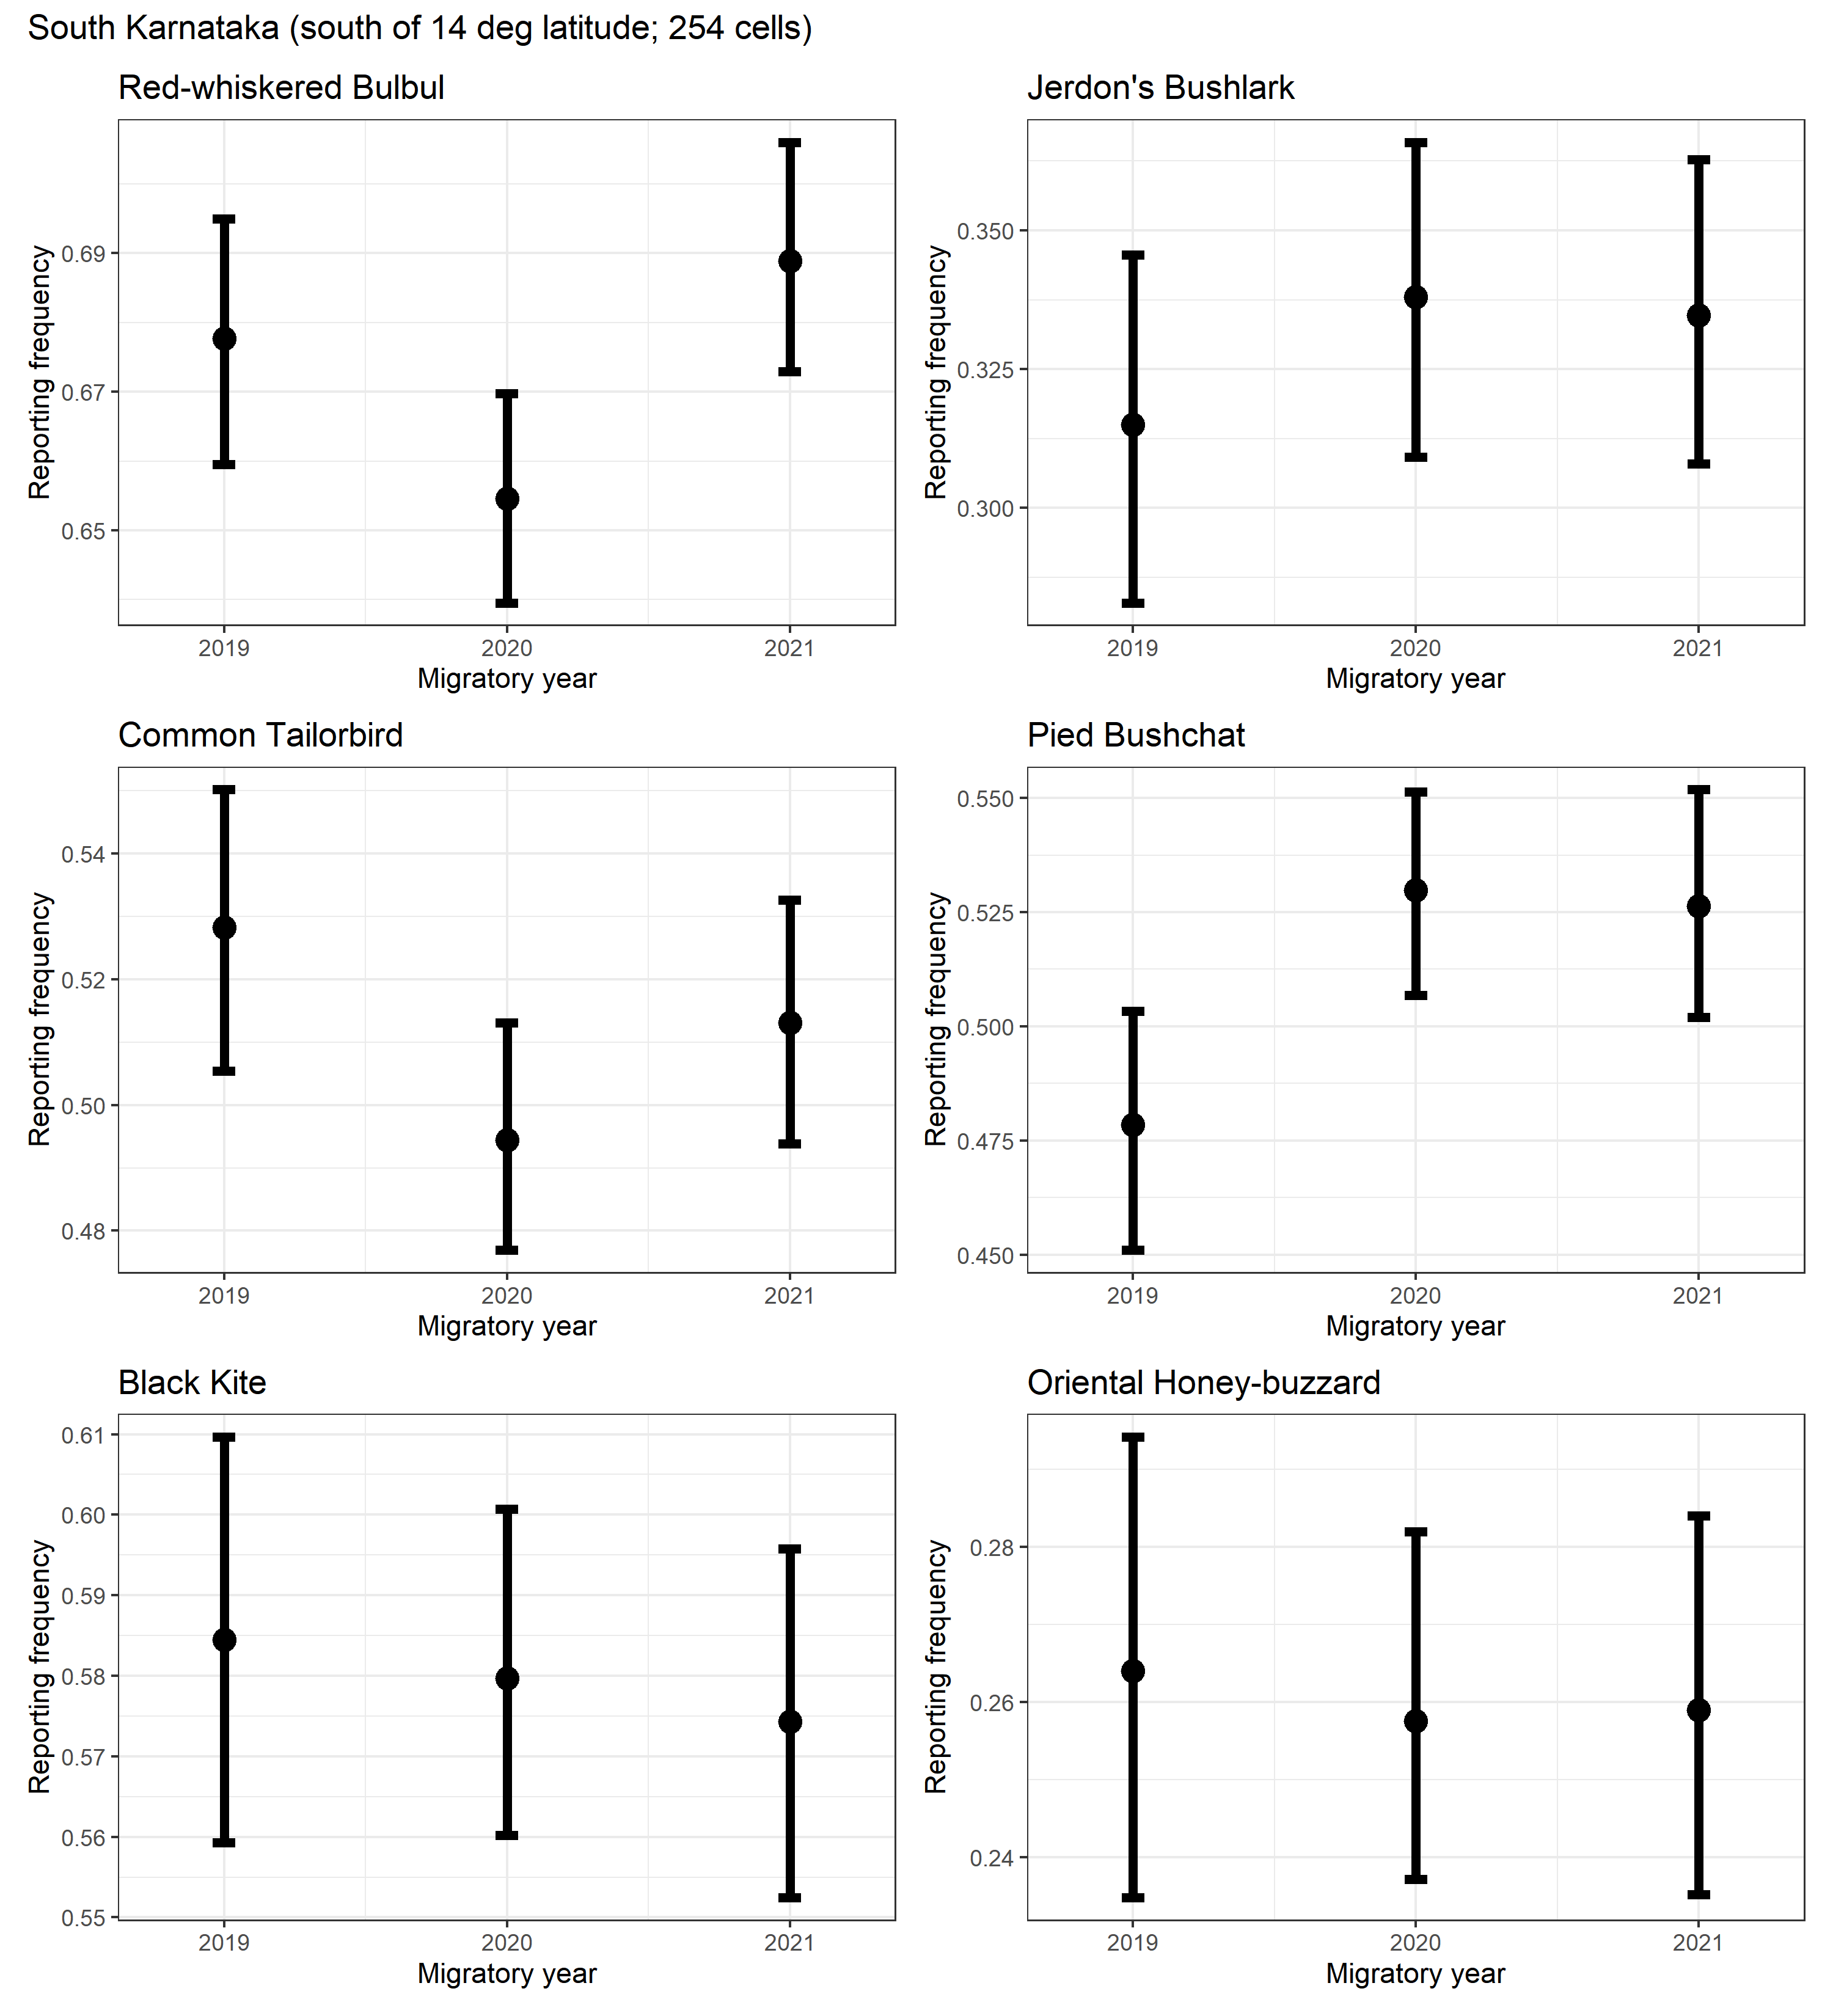 South Karnataka (south of 14 deg latitude; 254 cells)
Red-whiskered Bulbul
Reporting frequency
0.69
0.67
0.65
2019 2020 2021
Migratory year
Jerdon's Bushlark
Reporting frequency
0.350
0.325
0.300
2019 2020 2021
Migratory year
Common Tailorbird
Reporting frequency
0.54
0.52
0.50
0.48
2019 2020 2021
Migratory year
Pied Bushchat
Reporting frequency
0.550
0.525
0.500
0.475
0.450
2019 2020 2021
Migratory year
Black Kite
Reporting frequency
0.61
0.60
0.59
0.58
0.57
0.56
0.55
2019 2020 2021
Migratory year
Oriental Honey-buzzard
Reporting frequency
0.28
0.26
0.24
2019 2020 2021
Migratory year